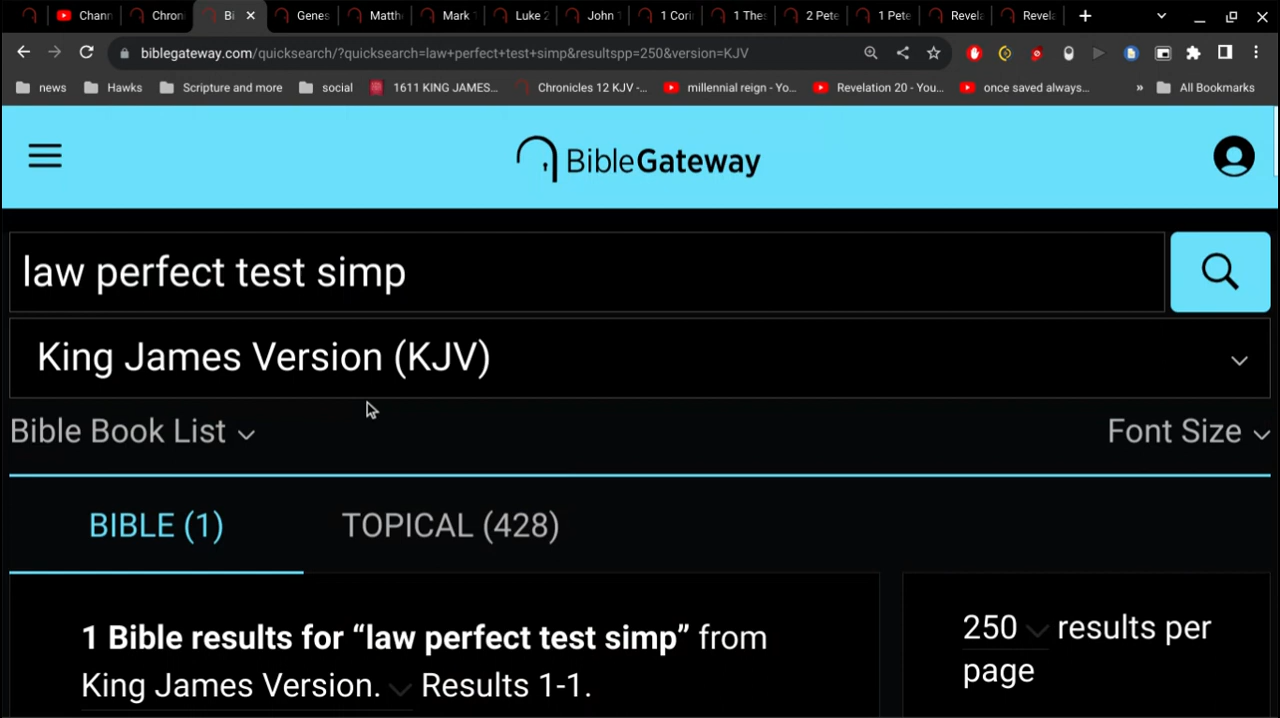 Chann
Chroni
Bi
Genes
Matth
Mark 1
Luke 2
John 1
1 Corin
1 Thes
2 Pete
1 Pete
Revela
Revela
biblegateway.com/quicksearch/?quicksearch=law+perfect+test+simp&resultspp=250&version=KJV
news
Hawks
Scripture and more
social
1611 KING JAMES...
Chronicles 12 KJV -...
millennial reign - Yo...
Revelation 20 - You...
once saved always...
» All Bookmarks
BibleGateway
law perfect test simp
King James Version (KJV)
Bible Book List
Font Size
BIBLE (1)
TOPICAL (428)
1 Bible results for “law perfect test simp” from
King James Version. Results 1-1.
250 results per
page